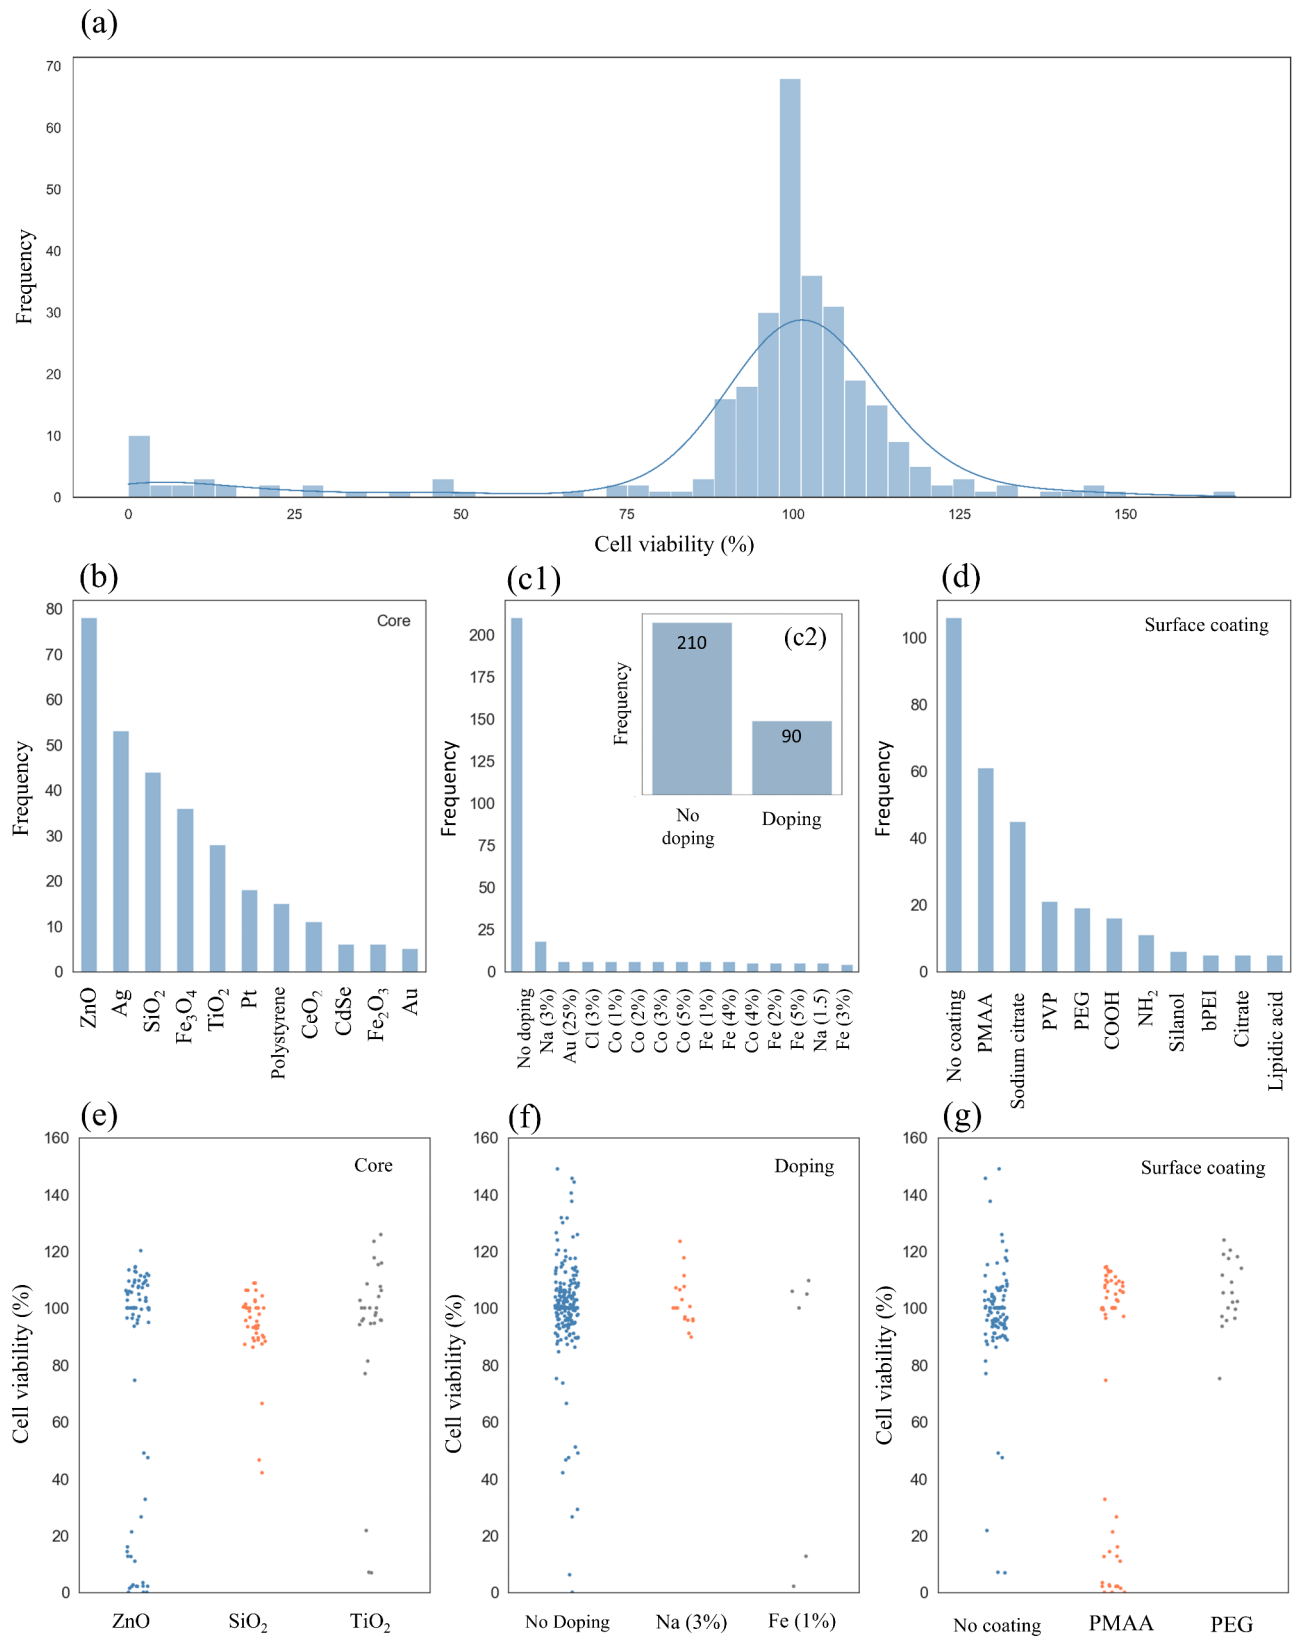 (a)
70
60
50
40
30
20
10
0
Frequency
0 25 50 75 100 125 150
Cell viability (%)
(b)
Core
80
70
60
50
40
30
20
10
0
Frequency
ZnO
Ag
SiO2
Fe3O4
TiO2
Pt
Polystyrene
CeO2
CdSe
Fe2O3
Au
(c1)
200
175
150
125
100
75
50
25
0
Frequency
(c2)
Frequency
210
90
No
doping
Doping
No doping
Na (3%)
Au (25%)
Cl (3%)
Co (1%)
Co (2%)
Co (3%)
Co (5%)
Fe (1%)
Fe (4%)
Co (4%)
Fe (2%)
Fe (5%)
Na (1.5)
Fe (3%)
(d)
Surface coating
100
80
60
40
20
0
Frequency
No coating
PMAA
Sodium citrate
PVP
PEG
COOH
NH2
Silanol
bPEI
Citrate
Lipidic acid
(e)
Core
160
140
120
100
80
60
40
20
0
Cell viability (%)
ZnO SiO2 TiO2
(f)
Doping
160
140
120
100
80
60
40
20
0
Cell viability (%)
No Doping Na (3%) Fe (1%)
(g)
Surface coating
160
140
120
100
80
60
40
20
0
Cell viability (%)
No coating PMAA PEG